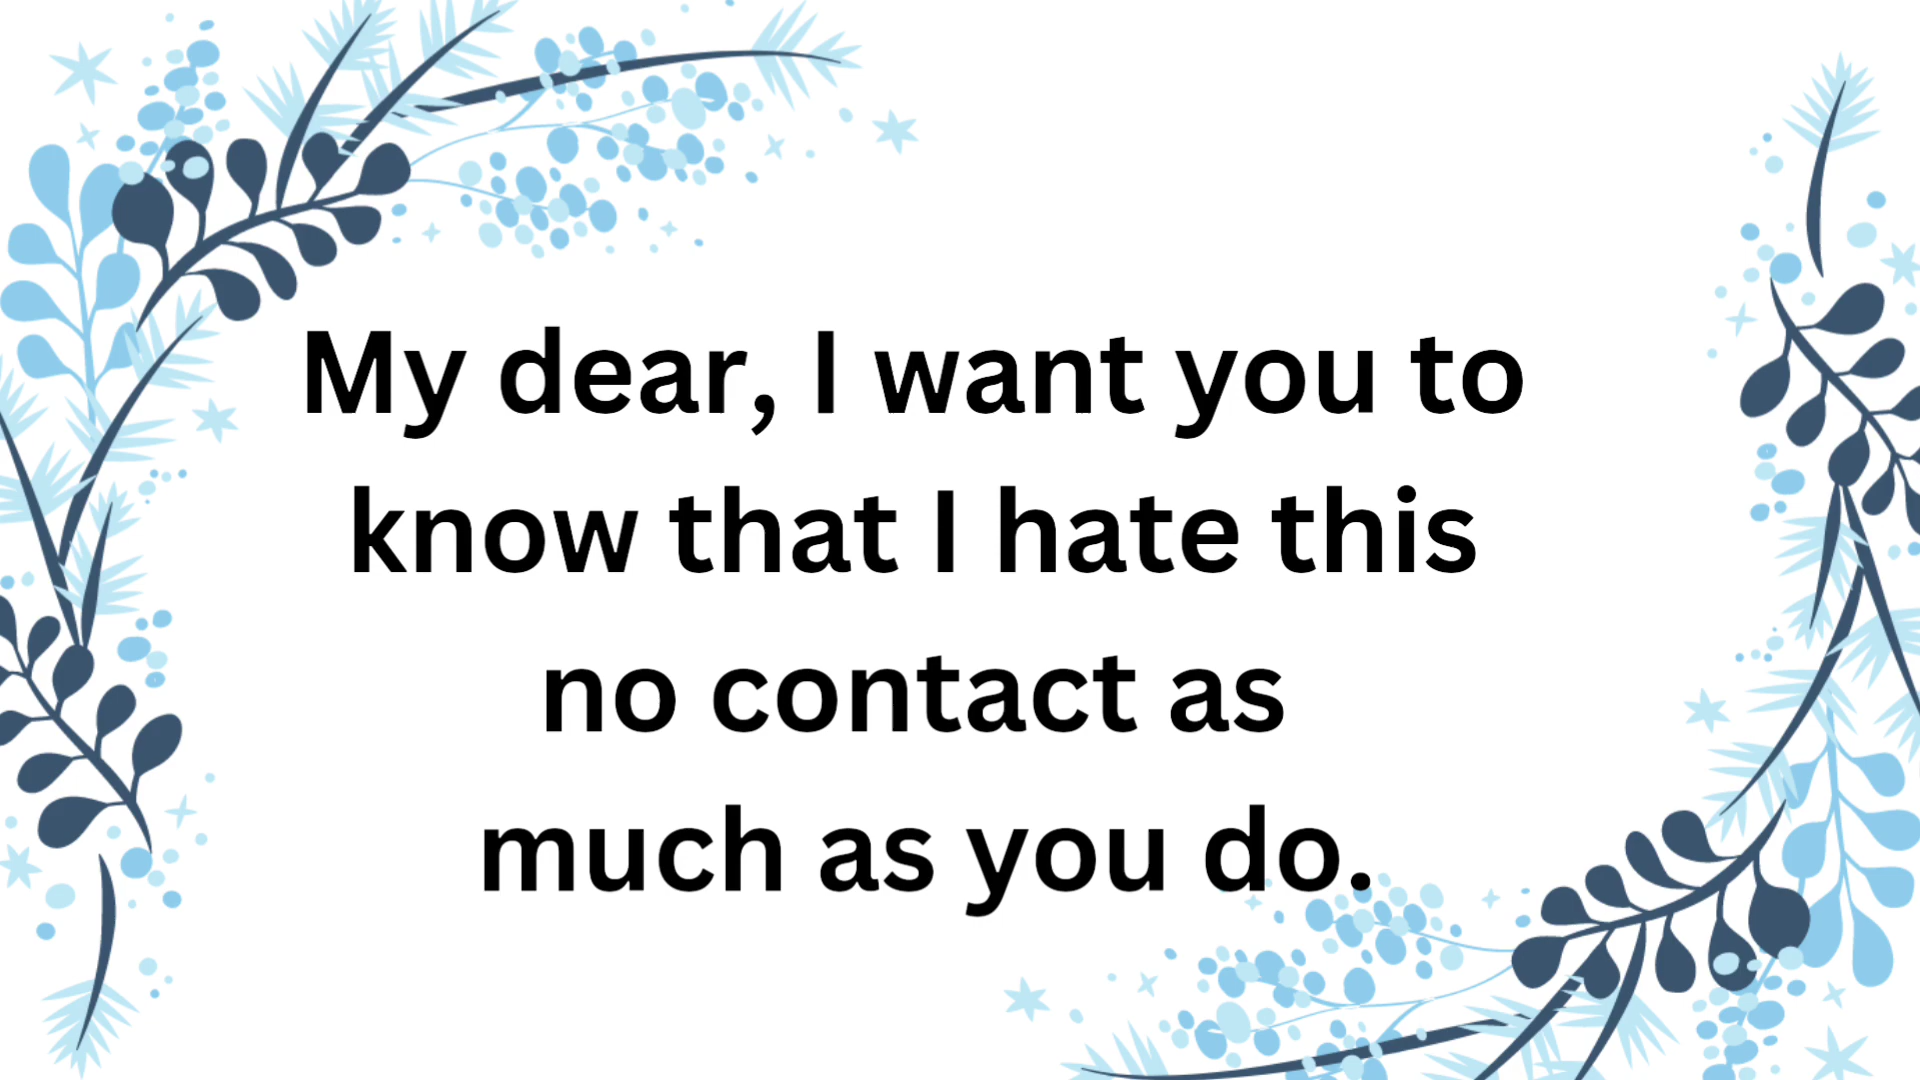 My dear, I want you to
know that I hate this
no contact as
much as you do.